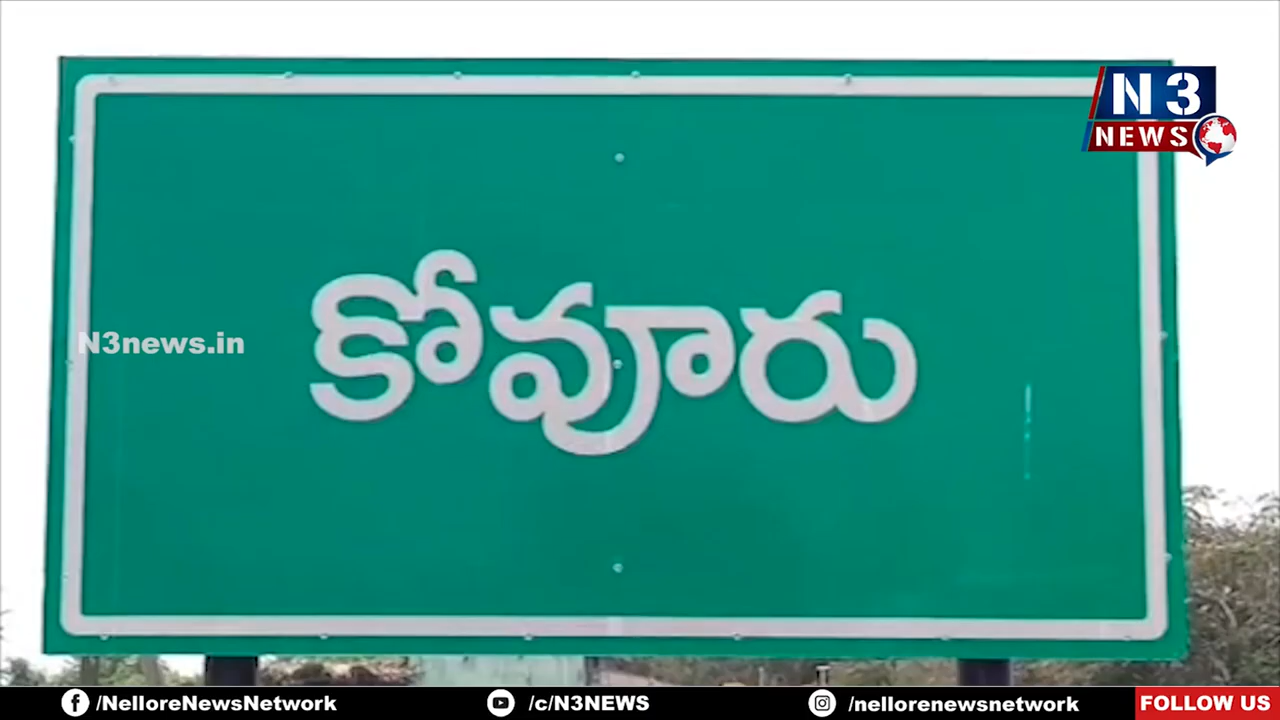 N3
NEWS
కోవూరు
N3news.in
/NelloreNewsNetwork
/c/N3NEWS
/nellorenewsnetwork
FOLLOW US